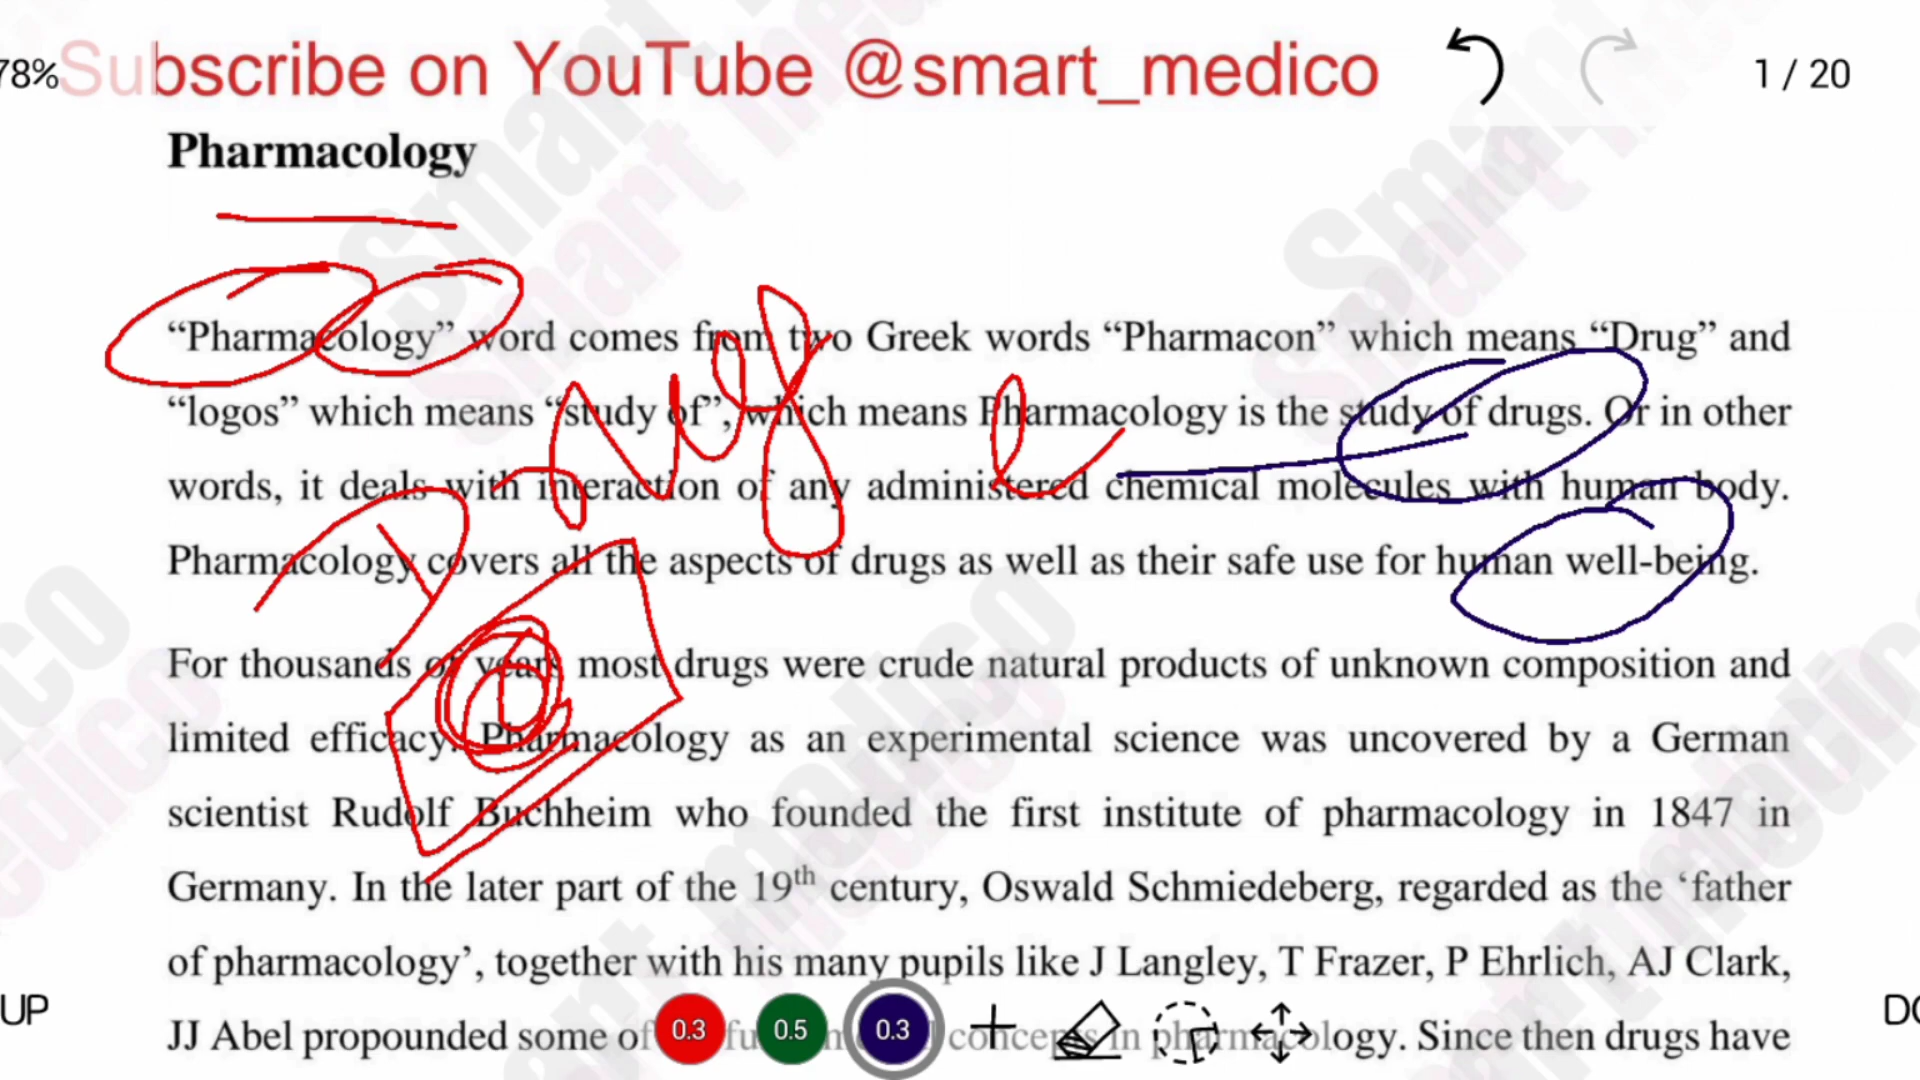 78%
Subscribe on YouTube @smart_medico
1 / 20
Pharmacology
“Pharmacology” word comes from two Greek words “Pharmacon” which means “Drug” and
“logos” which means “study of”, which means Pharmacology is the study of drugs. Or in other
words, it deals with interaction of any administered chemical molecules with human body.
Pharmacology covers all the aspects of drugs as well as their safe use for human well-being.
For thousands of years most drugs were crude natural products of unknown composition and
limited efficacy. Pharmacology as an experimental science was uncovered by a German
scientist Rudolf Buchheim who founded the first institute of pharmacology in 1847 in
Germany. In the later part of the 19th century, Oswald Schmiedeberg, regarded as the ‘father
of pharmacology’, together with his many pupils like J Langley, T Frazer, P Ehrlich, AJ Clark,
UP
JJ Abel propounded some of in pharmacology. Since then drugs have
0.3
0.5
0.3